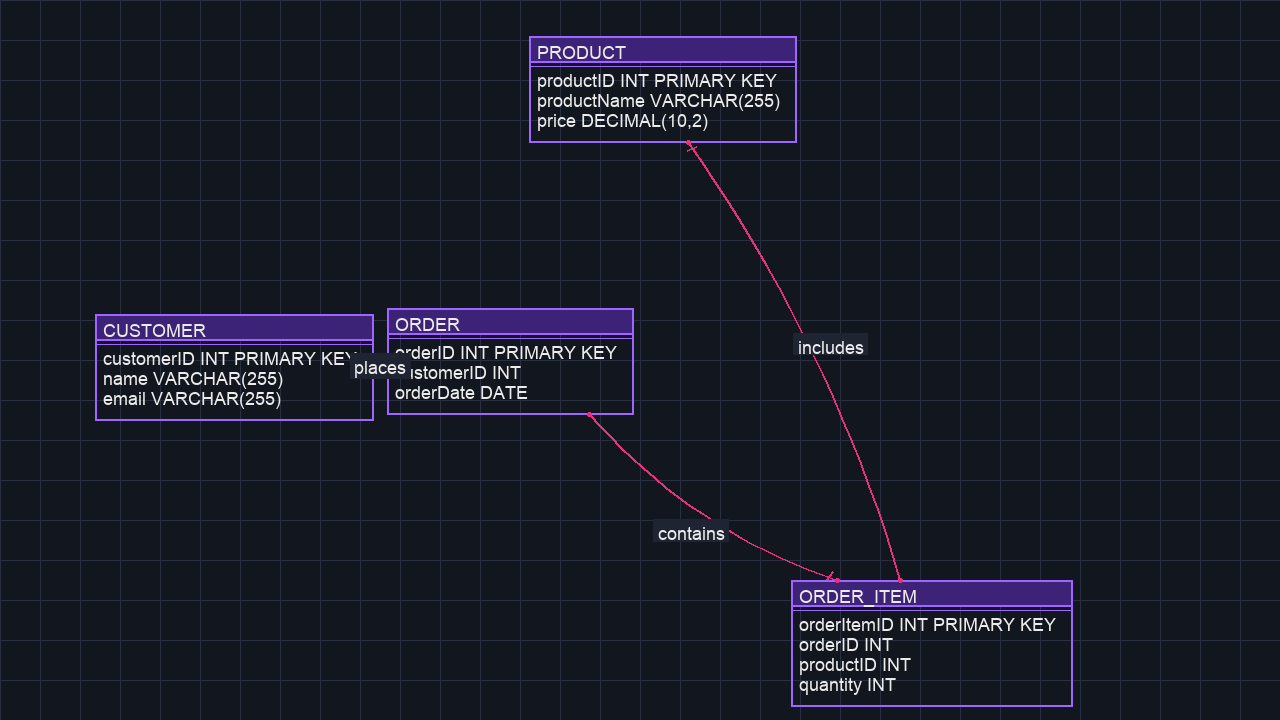 PRODUCT
productID INT PRIMARY KEY
productName VARCHAR(255)
price DECIMAL(10,2)
CUSTOMER
customerID INT PRIMARY KEY
name VARCHAR(255)
email VARCHAR(255)
places
ORDER
orderID INT PRIMARY KEY
customerID INT
orderDate DATE
includes
contains
ORDER_ITEM
orderItemID INT PRIMARY KEY
orderID INT
productID INT
quantity INT